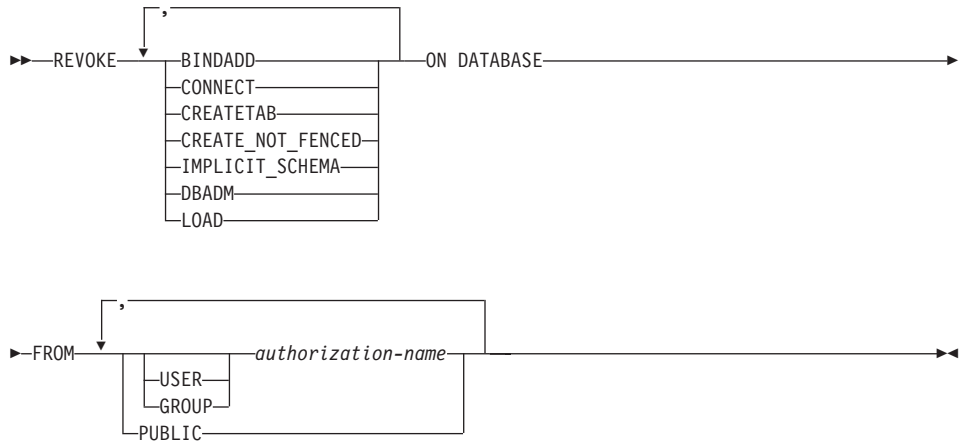 ,
REVOKE BINDADD ON DATABASE
CONNECT
CREATETAB
CREATE_NOT_FENCED
IMPLICIT_SCHEMA
DBADM
LOAD
,
FROM authorization-name
USER
GROUP
PUBLIC